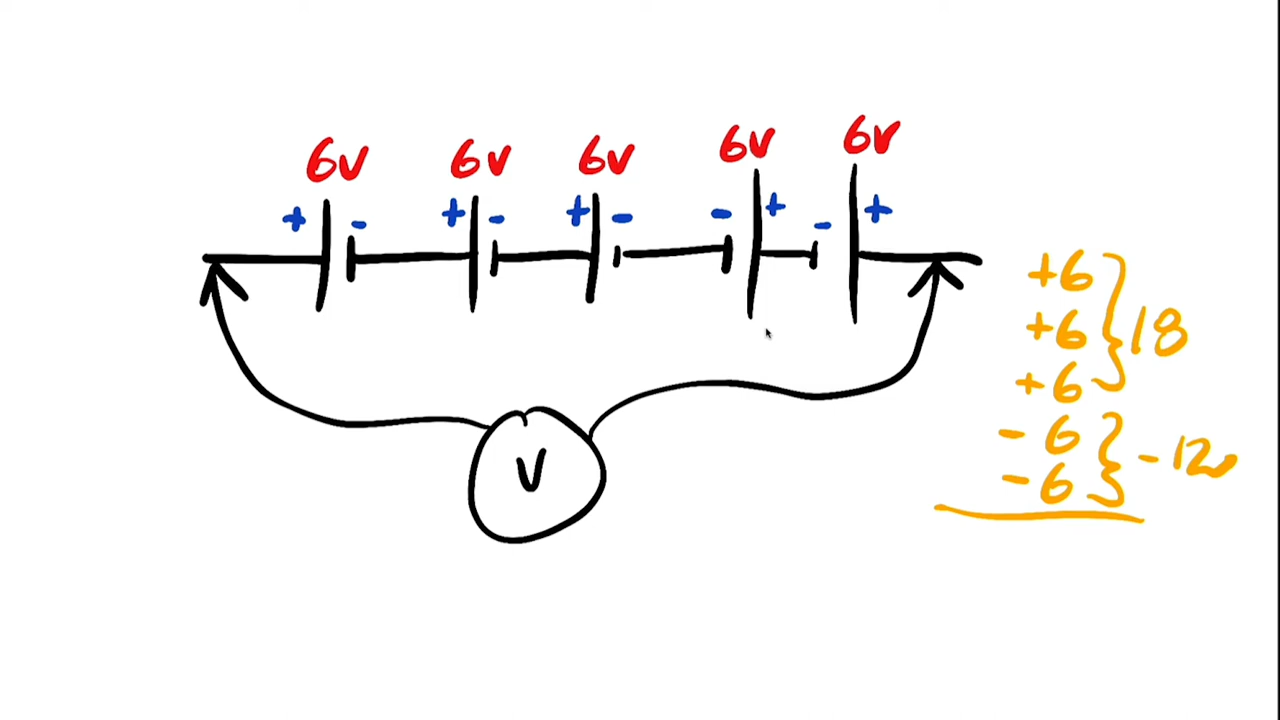 6v 6v 6v 6v 6v
+ - + - + - - + - +
+6
+6 18
+6
- 6 - 12
- 6
V